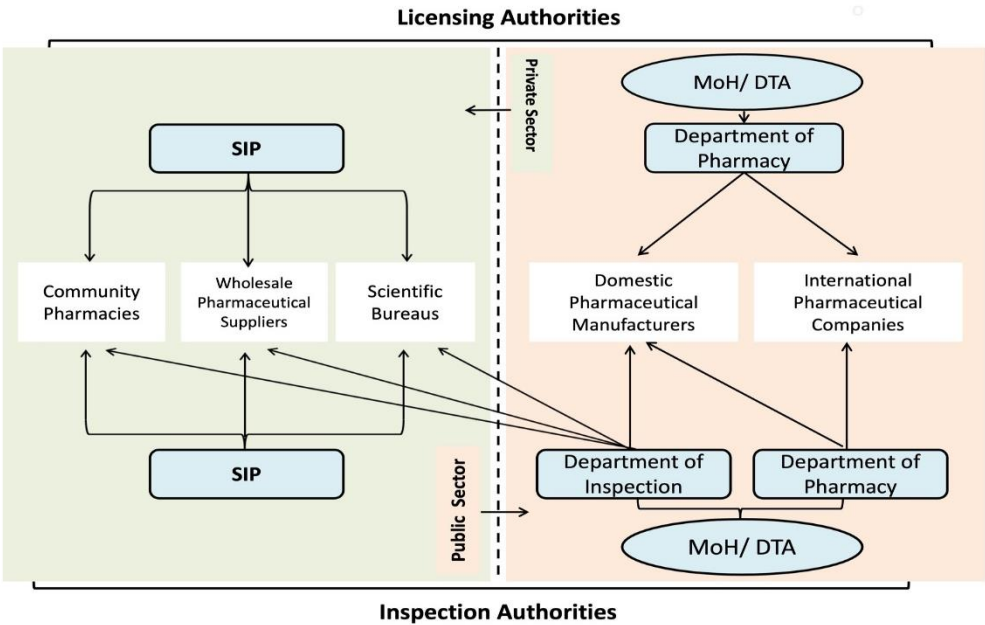 Licensing Authorities
Private Sector
MoH/ DTA
SIP
Department of
Pharmacy
Community
Pharmacies
Wholesale
Pharmaceutical
Suppliers
Scientific
Bureaus
Domestic
Pharmaceutical
Manufacturers
International
Pharmaceutical
Companies
SIP
Public Sector
Department of
Inspection
Department of
Pharmacy
MoH/ DTA
Inspection Authorities